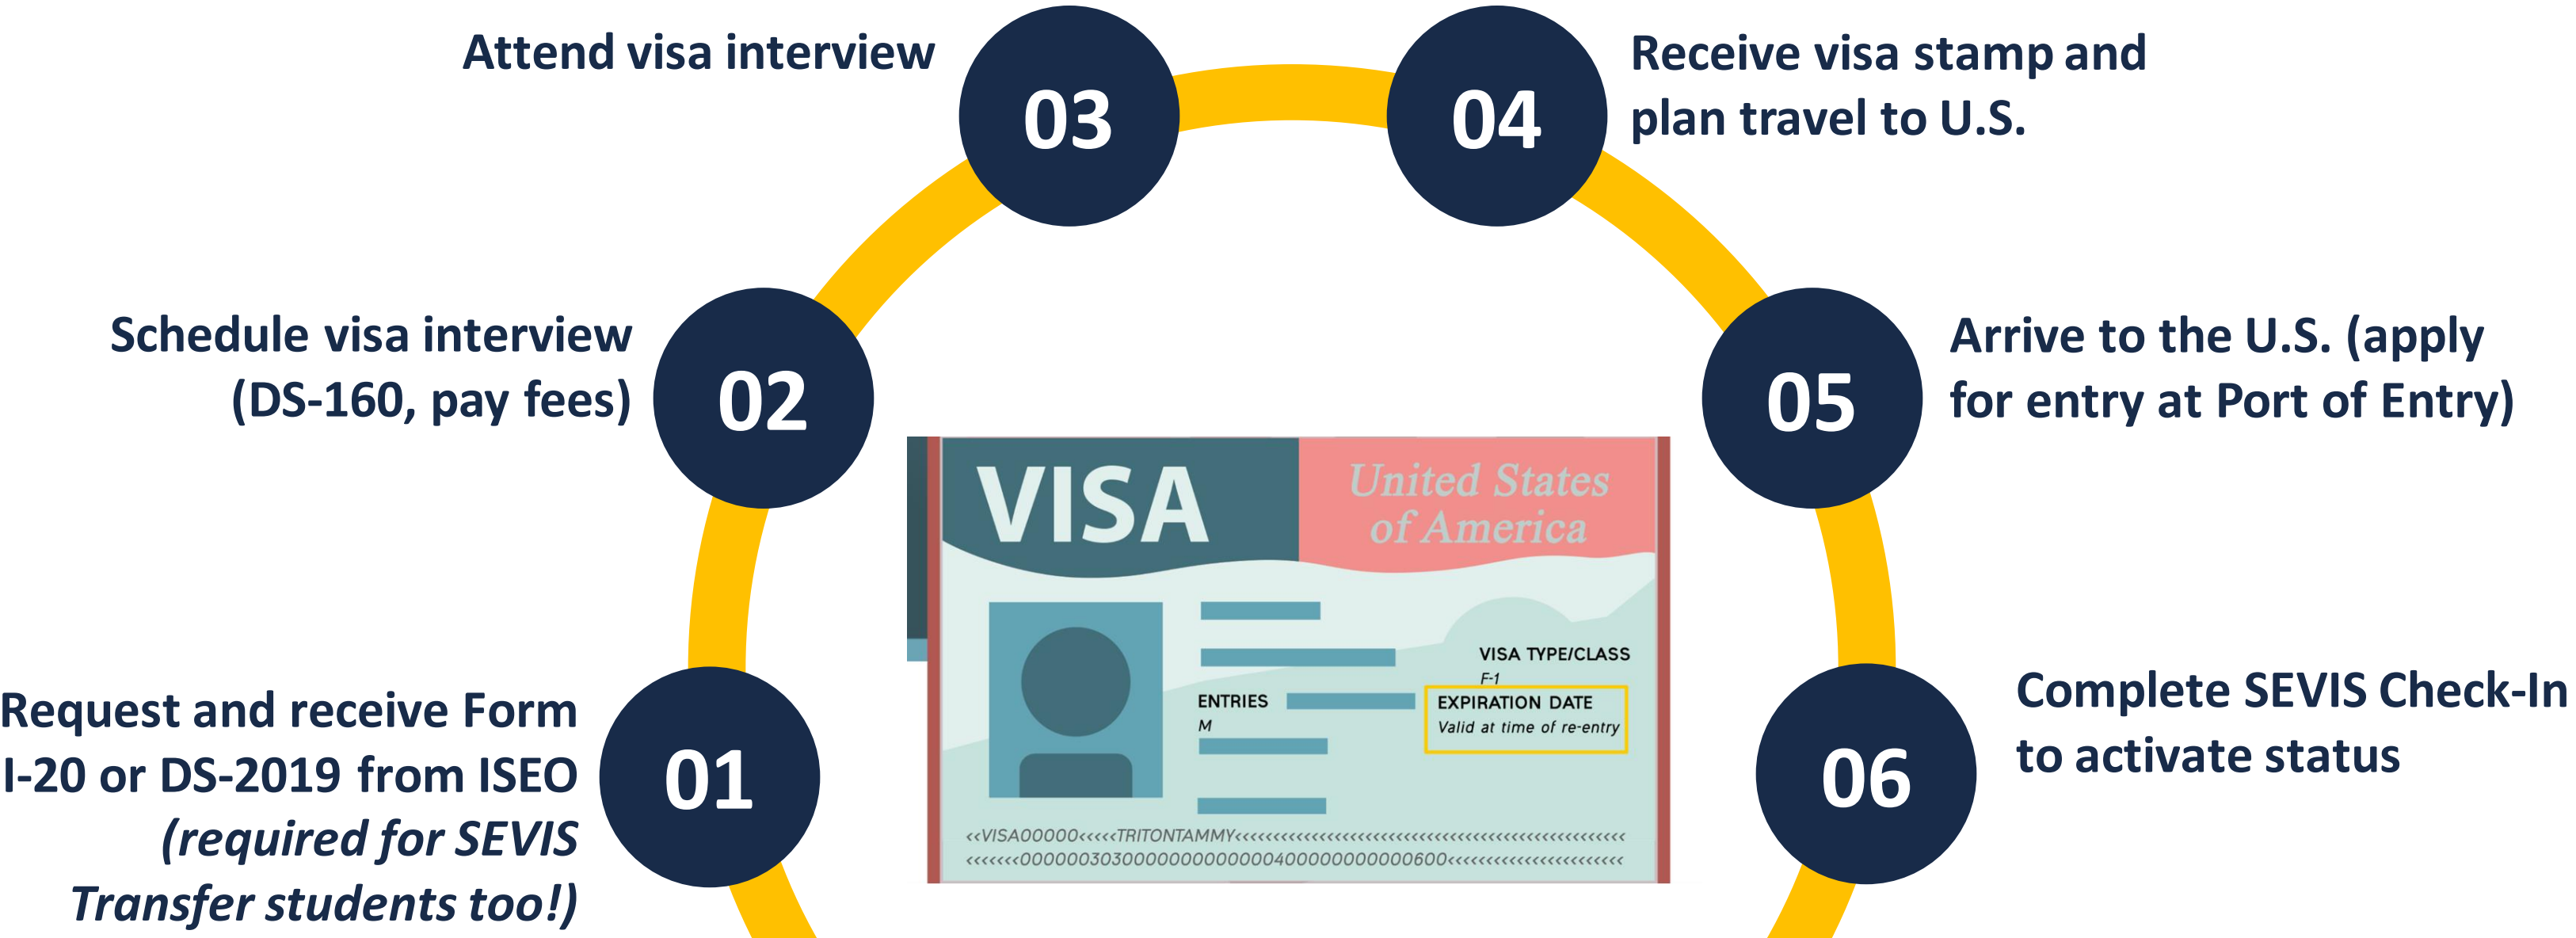 Attend visa interview
03
04
Receive visa stamp and
plan travel to U.S.
Schedule visa interview
(DS-160, pay fees)
02
05
Arrive to the U.S. (apply
for entry at Port of Entry)
VISA
United States
of America
VISA TYPE/CLASS
F-1
ENTRIES
M
EXPIRATION DATE
Valid at time of re-entry
Request and receive Form
I-20 or DS-2019 from ISEO
(required for SEVIS
Transfer students too!)
01
06
Complete SEVIS Check-In
to activate status
<<VISA00000<<<<<TRITONTAMMY<<<<<<<<<<<<<<<<<<<<<<<<<<<<<<<<<<<<<<<<<<<<<<<<<<
<<<<<<<0000003030000000000000400000000000600<<<<<<<<<<<<<<<<<<<<<<<